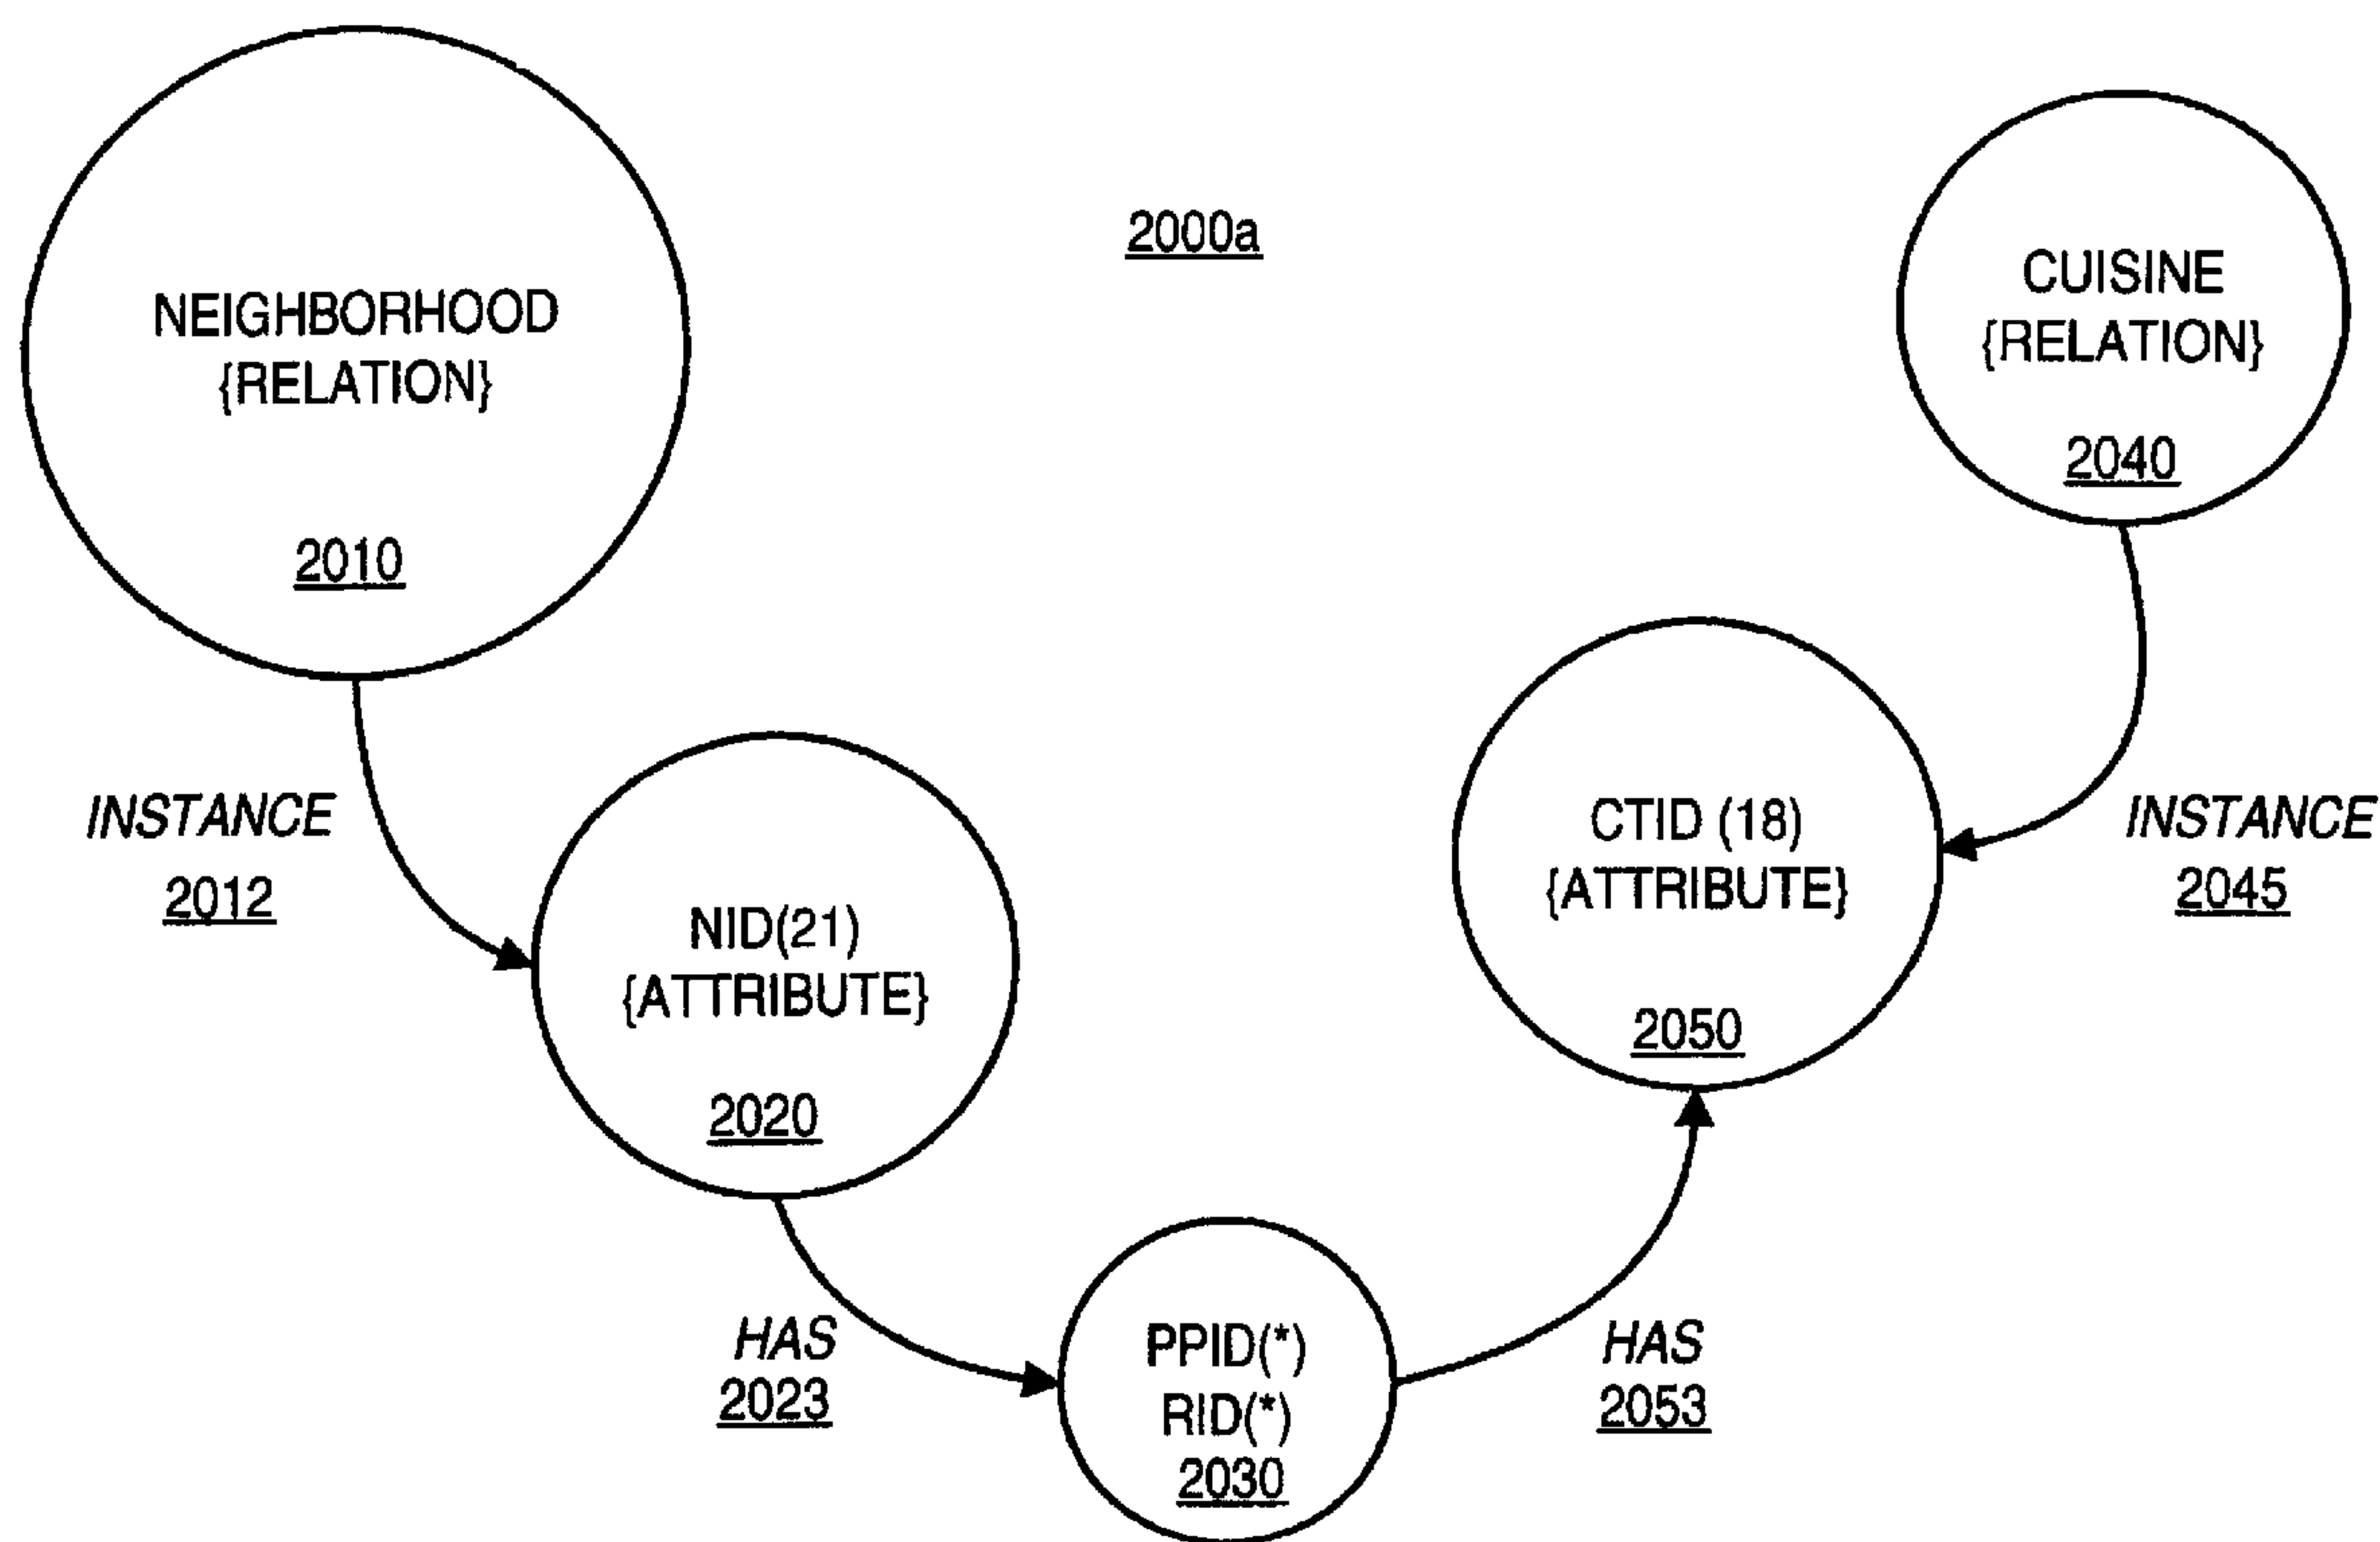 NEIGHBORHOOD
{RELATION}
2010
2000a
CUISINE
{RELATION}
2040
INSTANCE
2012
NID(21)
{ATTRIBUTE}
2020
CTID (18)
{ATTRIBUTE}
2050
INSTANCE
2045
HAS
2023
PPID(*)
RID(*)
2030
HAS
2053